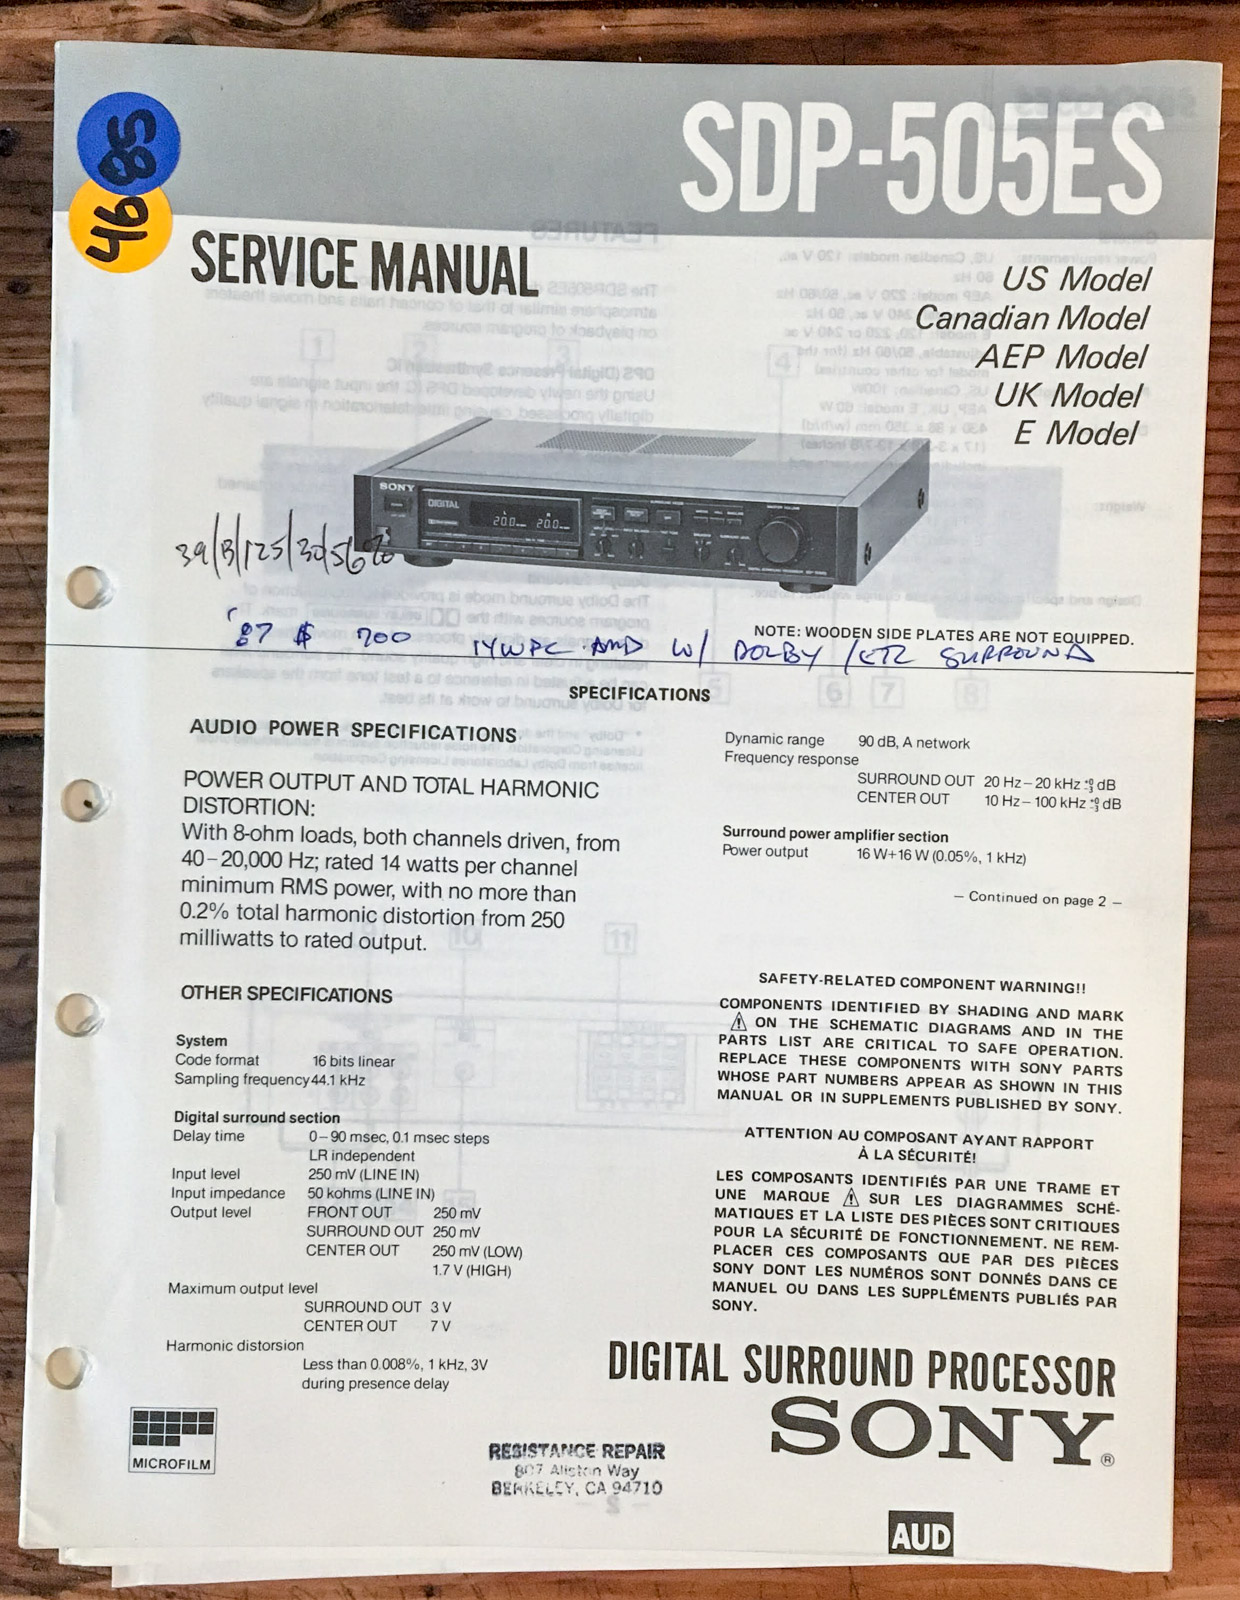 85
46
SDP-505ES
SERVICE MANUAL
US Model
Canadian Model
AEP Model
UK Model
E Model
SONY
DIGITAL
20.0 20.0
'87 $ 700 14WPC AMP W/ DOLBY / CTR SURROUND
NOTE: WOODEN SIDE PLATES ARE NOT EQUIPPED.
SPECIFICATIONS
AUDIO POWER SPECIFICATIONS
POWER OUTPUT AND TOTAL HARMONIC
DISTORTION:
With 8-ohm loads, both channels driven, from
40–20,000 Hz; rated 14 watts per channel
minimum RMS power, with no more than
0.2% total harmonic distortion from 250
milliwatts to rated output.
OTHER SPECIFICATIONS
System
Code format 16 bits linear
Sampling frequency 44.1 kHz
Digital surround section
Delay time 0–90 msec, 0.1 msec steps
LR independent
Input level 250 mV (LINE IN)
Input impedance 50 kohms (LINE IN)
Output level FRONT OUT 250 mV
SURROUND OUT 250 mV
CENTER OUT 250 mV (LOW)
1.7 V (HIGH)
Maximum output level
SURROUND OUT 3 V
CENTER OUT 7 V
Harmonic distorsion
Less than 0.008%, 1 kHz, 3V
during presence delay
Dynamic range 90 dB, A network
Frequency response
SURROUND OUT 20 Hz–20 kHz +0 -3 dB
CENTER OUT 10 Hz–100 kHz +0 -3 dB
Surround power amplifier section
Power output 16 W+16 W (0.05%, 1 kHz)
— Continued on page 2 —
SAFETY-RELATED COMPONENT WARNING!!
COMPONENTS IDENTIFIED BY SHADING AND MARK
⚠ ON THE SCHEMATIC DIAGRAMS AND IN THE
PARTS LIST ARE CRITICAL TO SAFE OPERATION.
REPLACE THESE COMPONENTS WITH SONY PARTS
WHOSE PART NUMBERS APPEAR AS SHOWN IN THIS
MANUAL OR IN SUPPLEMENTS PUBLISHED BY SONY.
ATTENTION AU COMPOSANT AYANT RAPPORT
À LA SÉCURITÉ!
LES COMPOSANTS IDENTIFIÉS PAR UNE TRAME ET
UNE MARQUE ⚠ SUR LES DIAGRAMMES SCHÉ-
MATIQUES ET LA LISTE DES PIÈCES SONT CRITIQUES
POUR LA SÉCURITÉ DE FONCTIONNEMENT. NE REM-
PLACER CES COMPOSANTS QUE PAR DES PIÈCES
SONY DONT LES NUMÉROS SONT DONNÉS DANS CE
MANUEL OU DANS LES SUPPLÉMENTS PUBLIÉS PAR
SONY.
DIGITAL SURROUND PROCESSOR
SONY®
MICROFILM
RESISTANCE REPAIR
807 Allston Way
BERKELEY, CA 94710
AUD